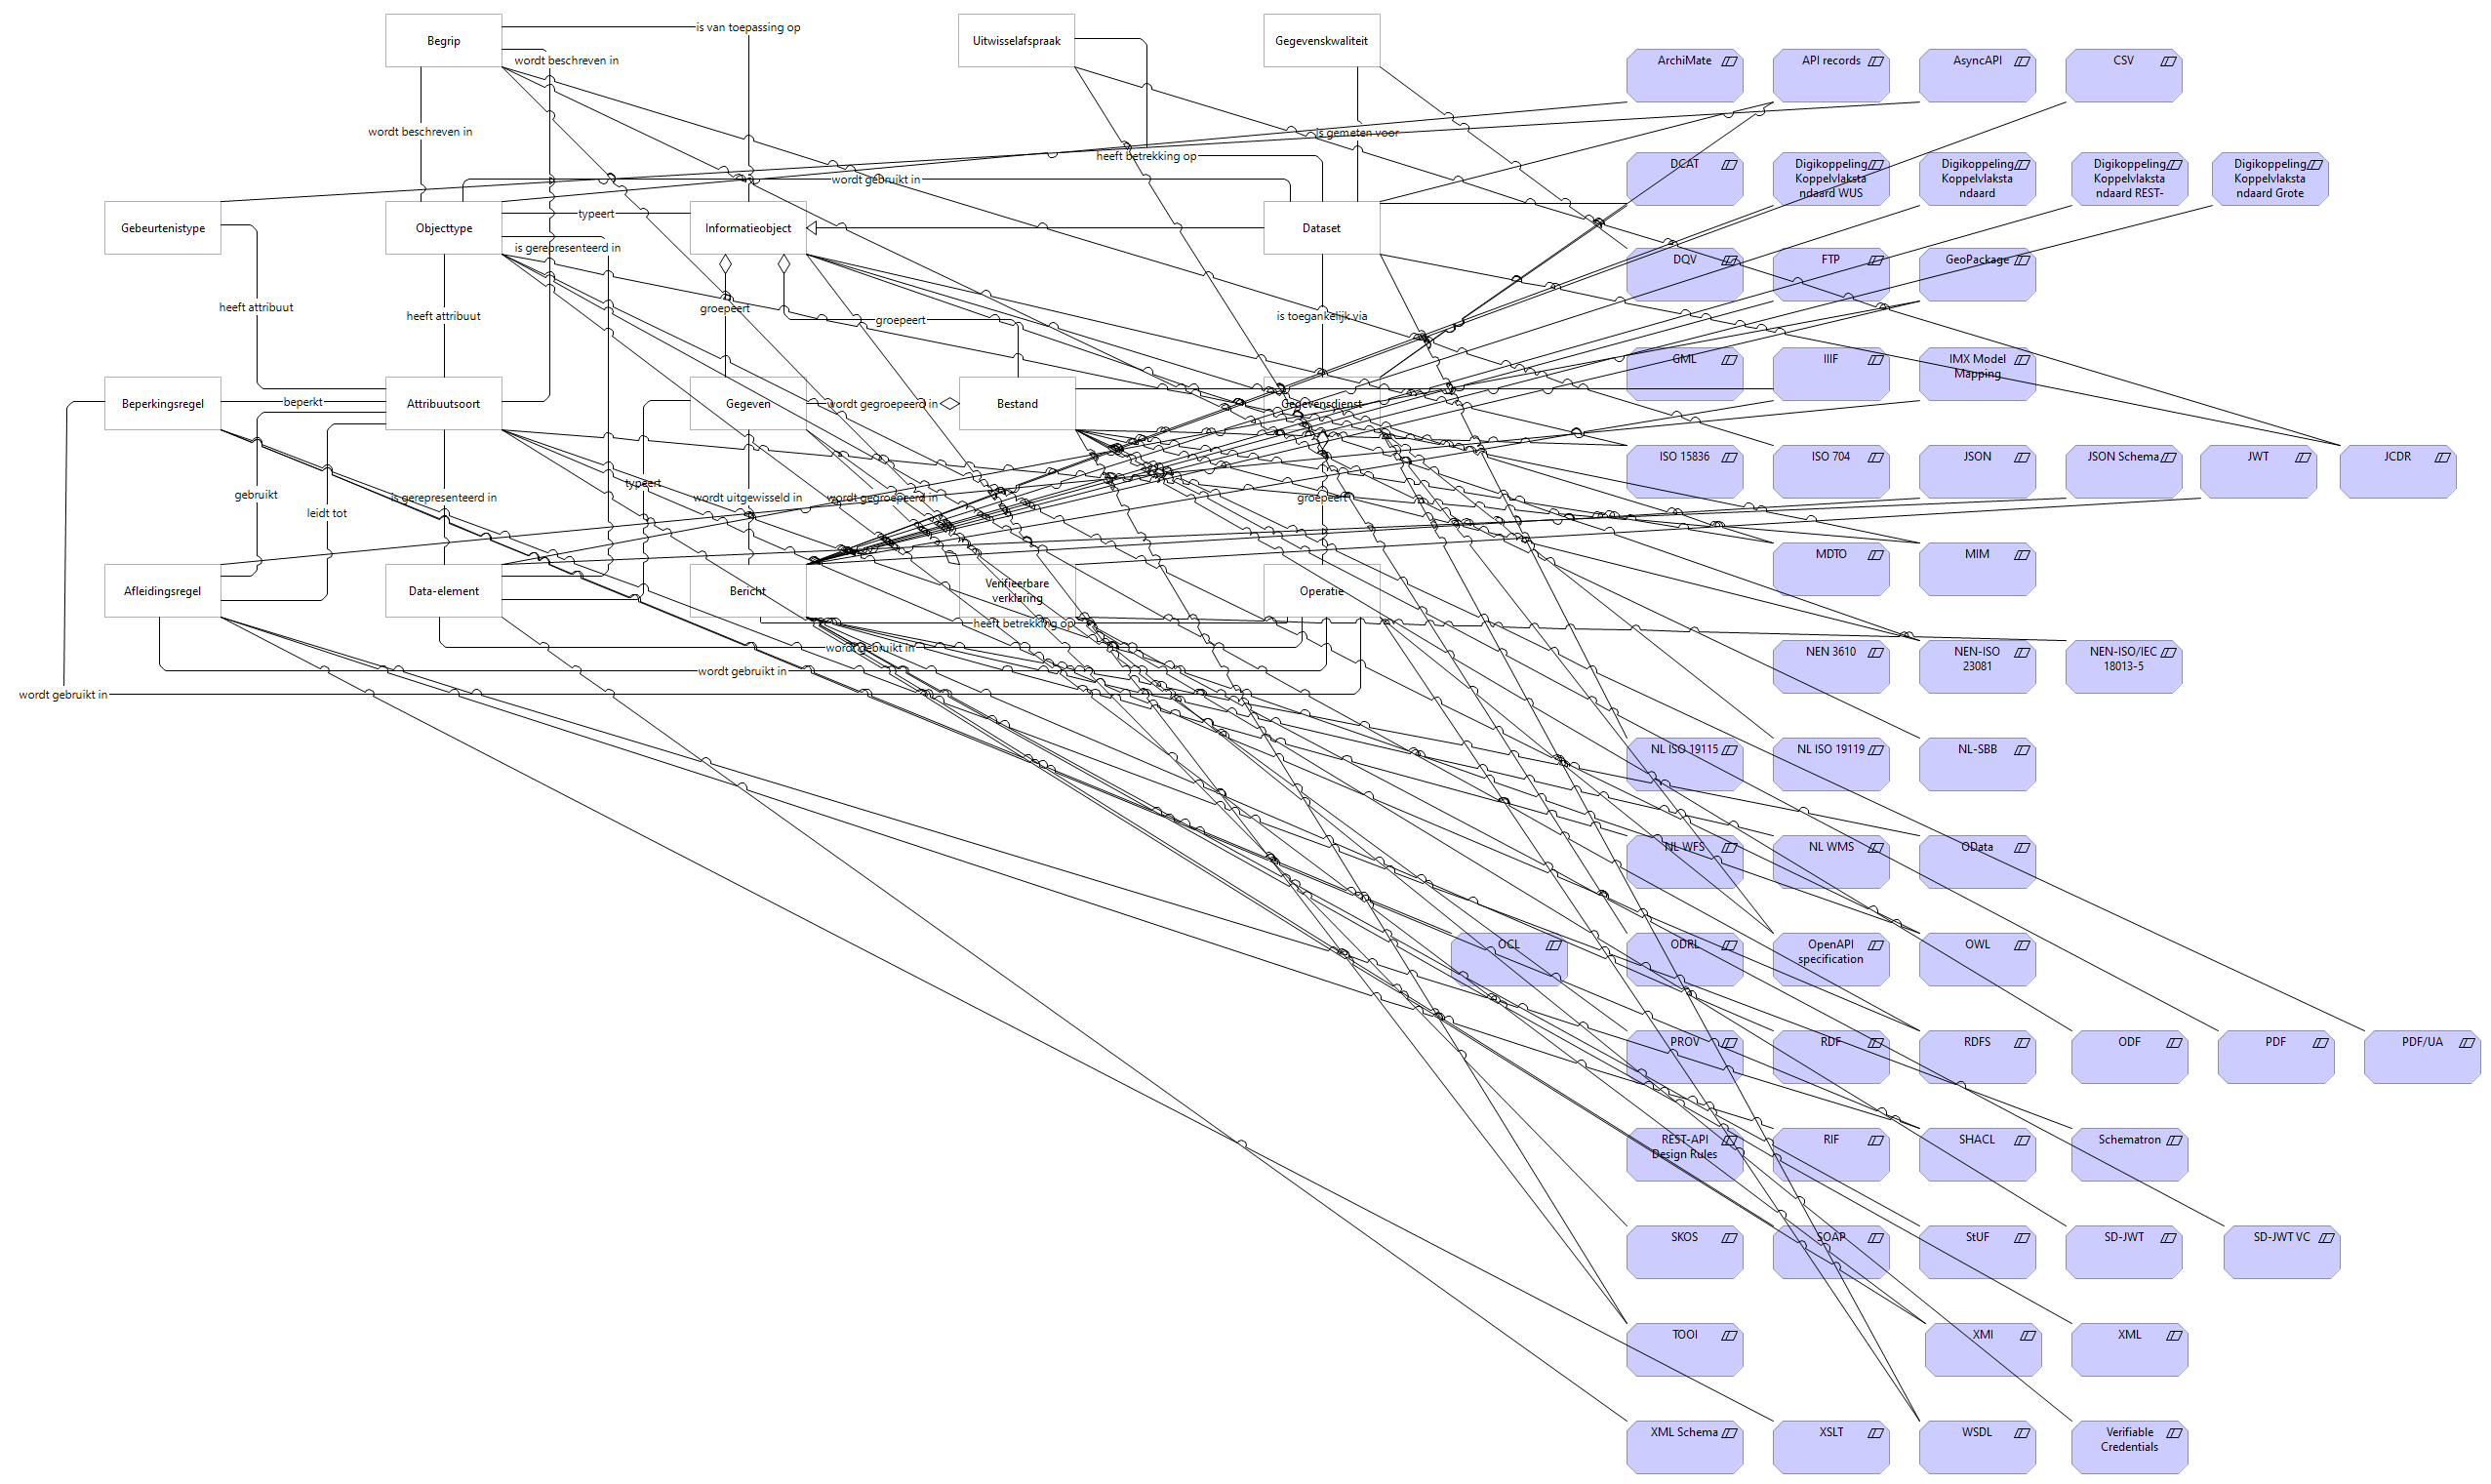 Begrip
is van toepassing op
Uitwisselafspraak
Gegevenskwaliteit
wordt beschreven in
ArchiMate
API records
AsyncAPI
CSV
wordt beschreven in
is gemeten voor
heeft betrekking op
DCAT
Digikoppeling
Koppelvlaksta
ndaard WUS
Digikoppeling
Koppelvlaksta
ndaard
Digikoppeling
Koppelvlaksta
ndaard REST-
Digikoppeling
Koppelvlaksta
ndaard Grote
wordt gebruikt in
Gebeurtenistype
Objecttype
typeert
Informatieobject
Dataset
is gerepresenteerd in
DQV
FTP
GeoPackage
heeft attribuut
heeft attribuut
groepeert
groepeert
is toegankelijk via
GML
IIIF
IMX Model
Mapping
Beperkingsregel
beperkt
Attribuutsoort
Gegeven
wordt gegroepeerd in
Bestand
Gegevensdienst
ISO 15836
ISO 704
JSON
JSON Schema
JWT
JCDR
gebruikt
leidt tot
is gerepresenteerd in
typeert
wordt uitgewisseld in
wordt gegroepeerd in
groepeert
MDTO
MIM
Afleidingsregel
Data-element
Bericht
Verifieerbare
verklaring
Operatie
heeft betrekking op
wordt gebruikt in
wordt gebruikt in
wordt gebruikt in
NEN 3610
NEN-ISO
23081
NEN-ISO/IEC
18013-5
NL ISO 19115
NL ISO 19119
NL-SBB
NL WFS
NL WMS
OData
OCL
ODRL
OpenAPI
specification
OWL
PROV
RDF
RDFS
ODF
PDF
PDF/UA
REST-API
Design Rules
RIF
SHACL
Schematron
SKOS
SOAP
StUF
SD-JWT
SD-JWT VC
TOOI
XMI
XML
XML Schema
XSLT
WSDL
Verifiable
Credentials